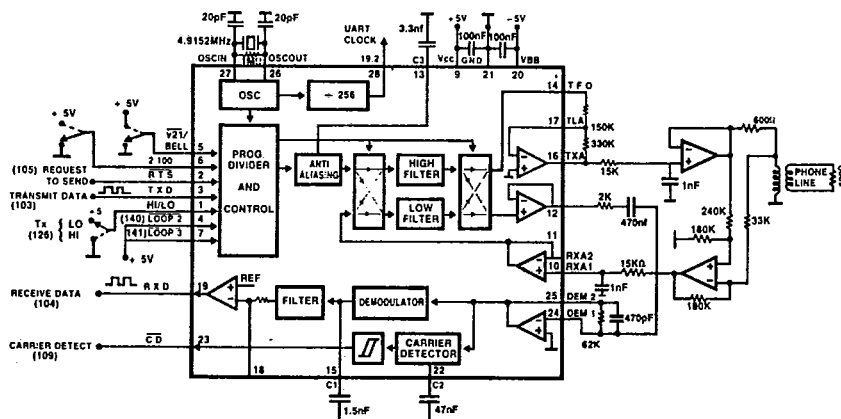 20pF 20pF
4.9152MHz
OSCIN OSCOUT
27 26
UART
CLOCK
19.2
28
3.3nf
C3
13
+5V −5V
100nF 100nF
Vcc GND VBB
9 21 20
OSC
÷ 256
14 TFO
17 TLA
150K
330K
16 TXA
15K
1nF
600Ω
PHONE
LINE
+ 5V
+ 5V
V21/
BELL 5
2 100 6
(105) REQUEST
TO SEND
RTS 2
TRANSMIT DATA
(103)
TXD 3
HI/LO 1
(140) LOOP 2 4
(141) LOOP 3 7
Tx
(126)
+5
LO
HI
+ 5V
PROG.
DIVIDER
AND
CONTROL
ANTI
ALIASING
HIGH
FILTER
LOW
FILTER
12
2K
470nf
240K
33K
180K
11
RXA2
10 RXA1
15KΩ
1nF
180K
25 DEM 2
24 DEM 1
62K
470pF
RECEIVE DATA
(104)
RXD 19
REF
FILTER
DEMODULATOR
CARRIER DETECT
(109)
CD 23
CARRIER
DETECTOR
18
15
C1
1.5nF
22
C2
47nF